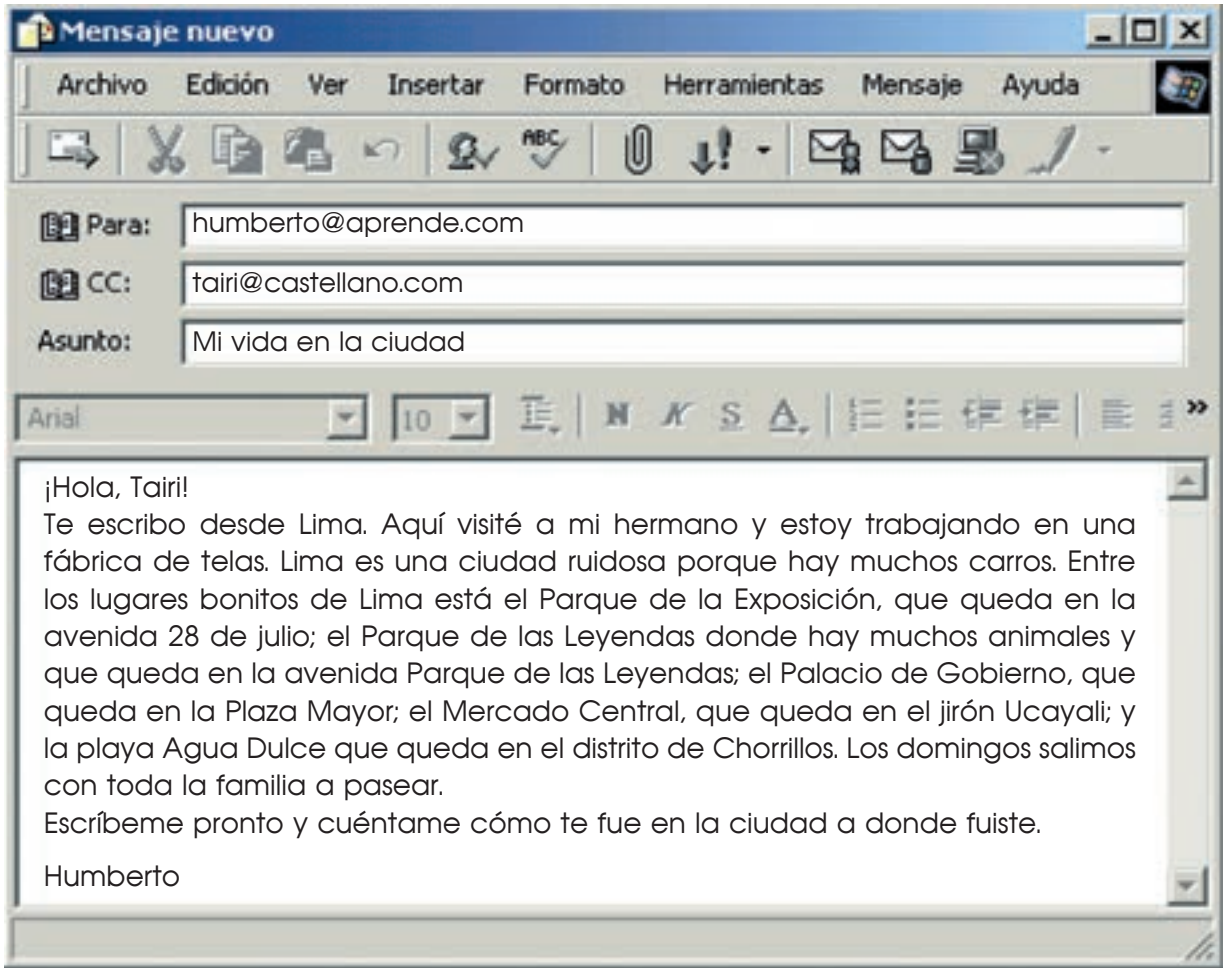 Mensaje nuevo
Archivo Edición Ver Insertar Formato Herramientas Mensaje Ayuda
ABC
Para: humberto@aprende.com
CC: tairi@castellano.com
Asunto: Mi vida en la ciudad
Arial 10 N K S A
¡Hola, Tairi!
Te escribo desde Lima. Aquí visité a mi hermano y estoy trabajando en una
fábrica de telas. Lima es una ciudad ruidosa porque hay muchos carros. Entre
los lugares bonitos de Lima está el Parque de la Exposición, que queda en la
avenida 28 de julio; el Parque de las Leyendas donde hay muchos animales y
que queda en la avenida Parque de las Leyendas; el Palacio de Gobierno, que
queda en la Plaza Mayor; el Mercado Central, que queda en el jirón Ucayali; y
la playa Agua Dulce que queda en el distrito de Chorrillos. Los domingos salimos
con toda la familia a pasear.
Escríbeme pronto y cuéntame cómo te fue en la ciudad a donde fuiste.
Humberto